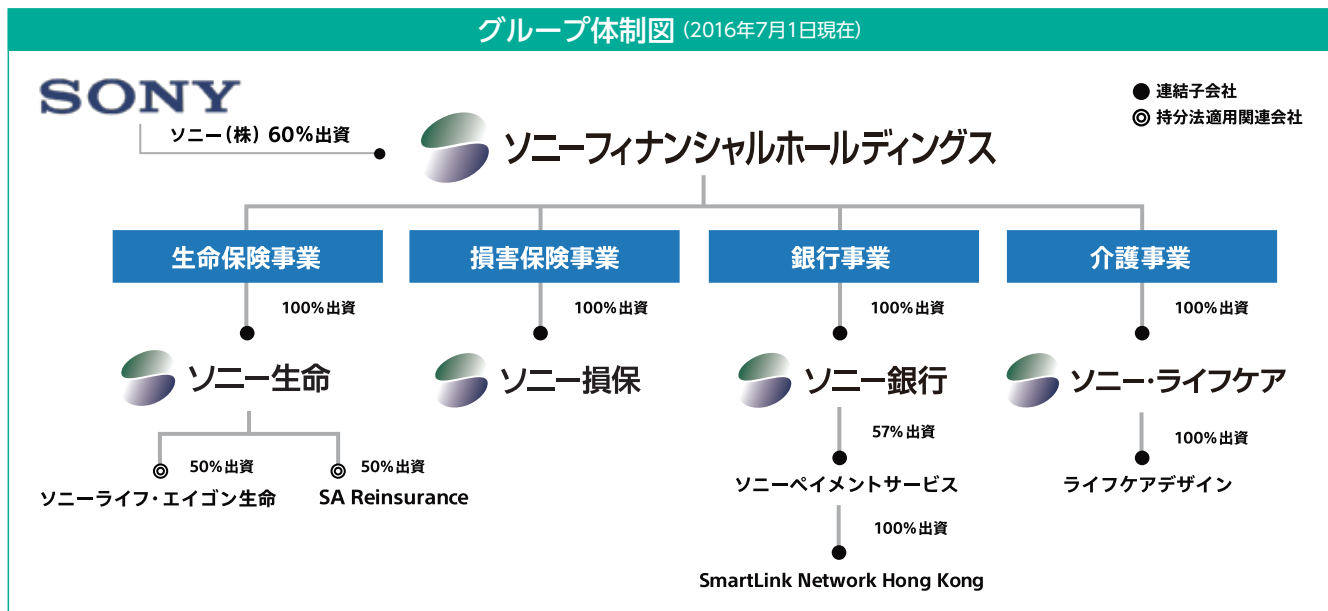 グループ体制図（2016年7月1日現在）
SONY
ソニー（株） 60%出資
ソニーフィナンシャルホールディングス
連結子会社
持分法適用関連会社
生命保険事業
損害保険事業
銀行事業
介護事業
100%出資
100%出資
100%出資
100%出資
ソニー生命
ソニー損保
ソニー銀行
ソニー・ライフケア
50%出資
50%出資
57%出資
100%出資
ソニーライフ・エイゴン生命
SA Reinsurance
ソニーペイメントサービス
ライフケアデザイン
100%出資
SmartLink Network Hong Kong